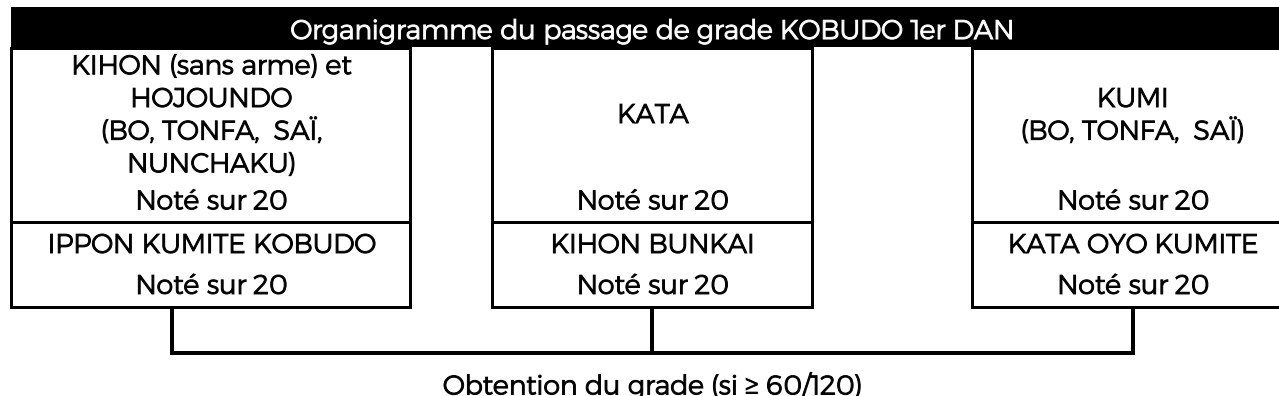 Organigramme du passage de grade KOBUDO 1er DAN
KIHON (sans arme) et
HOJOUNDO
(BO, TONFA, SAÏ,
NUNCHAKU)
Noté sur 20
KATA
Noté sur 20
KUMI
(BO, TONFA, SAÏ)
Noté sur 20
IPPON KUMITE KOBUDO
Noté sur 20
KIHON BUNKAI
Noté sur 20
KATA OYO KUMITE
Noté sur 20
Obtention du grade (si ≥ 60/120)